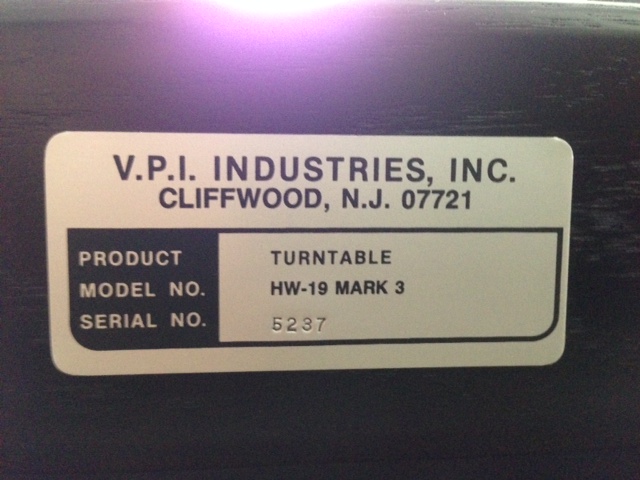 V.P.I. INDUSTRIES, INC.
CLIFFWOOD, N.J. 07721
PRODUCT TURNTABLE
MODEL NO. HW-19 MARK 3
SERIAL NO. 5237